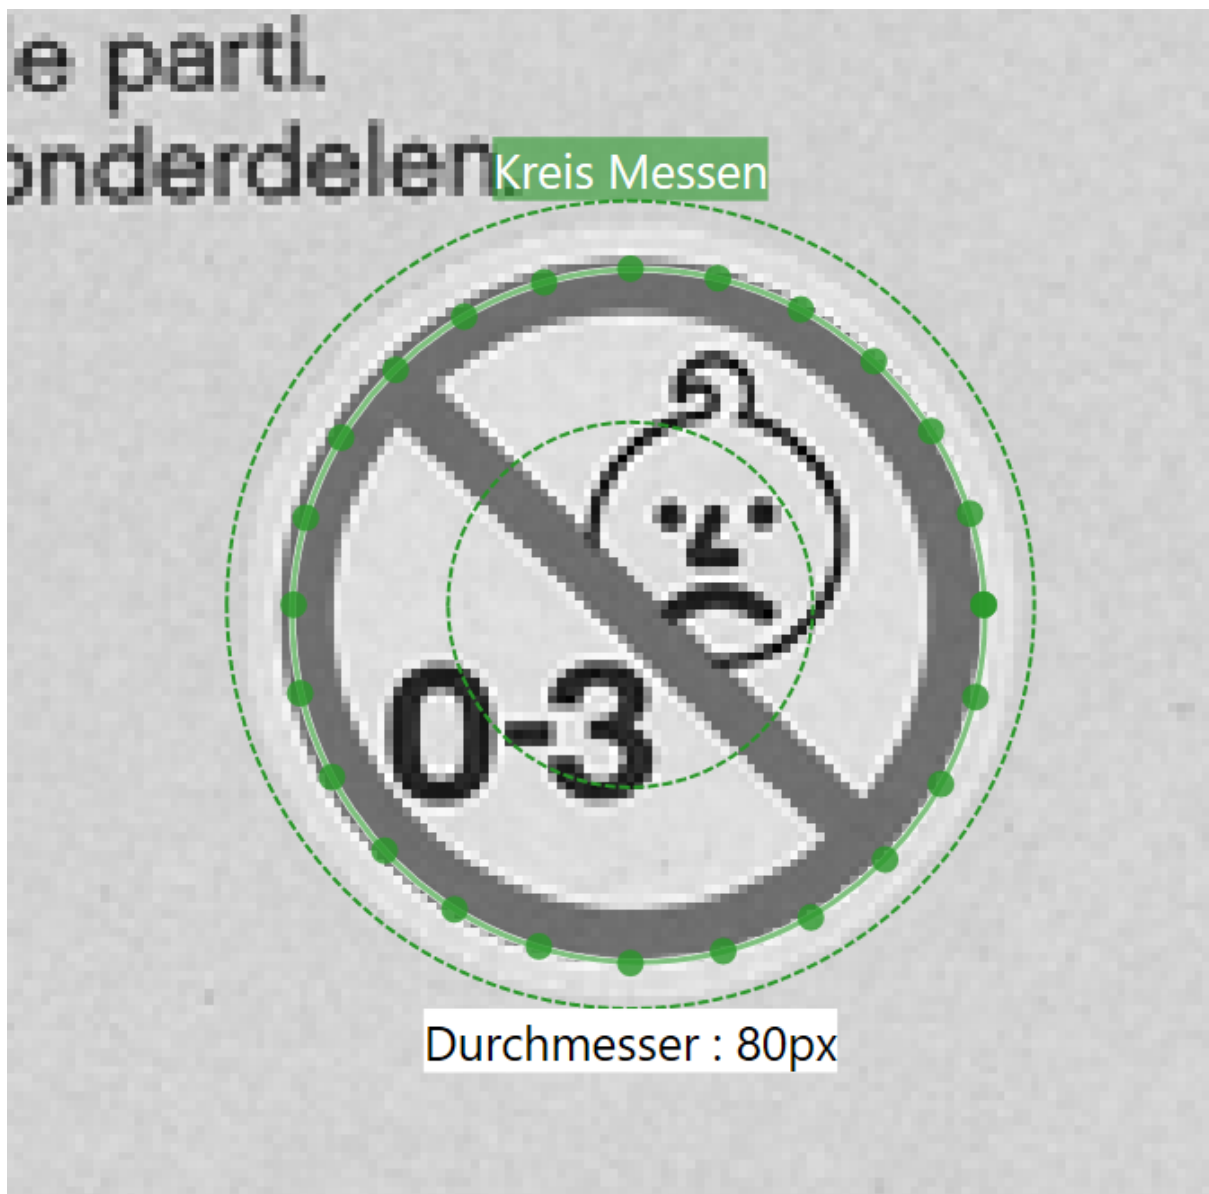 e parti.
onderdelen.
Kreis Messen
0-3
Durchmesser : 80px